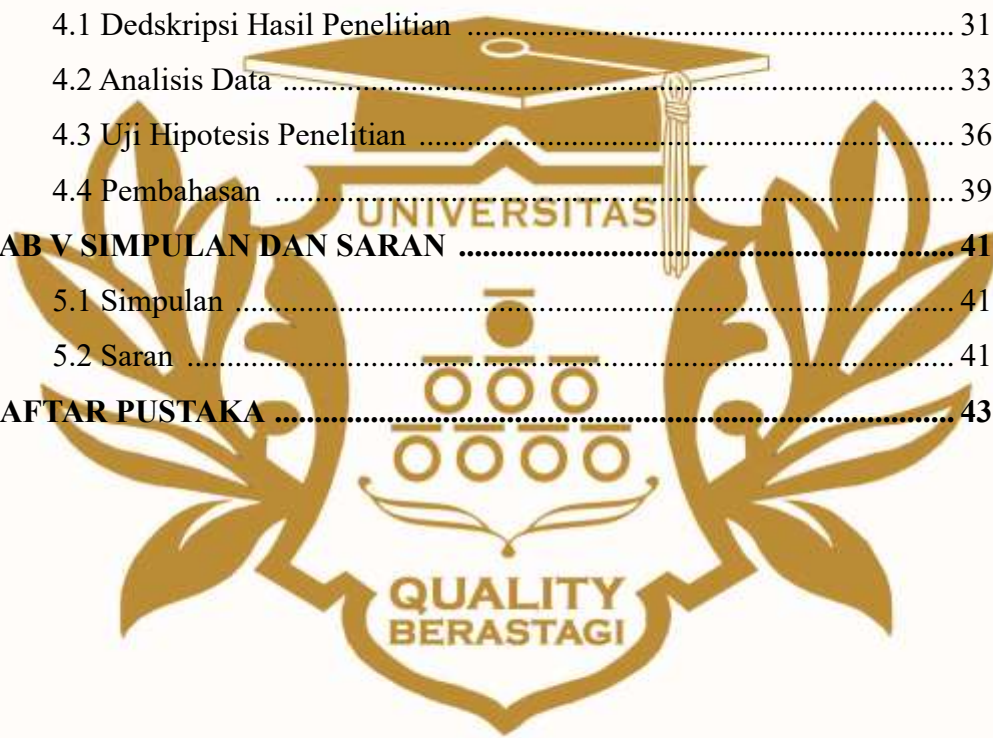 4.1 Dedskripsi Hasil Penelitian ............................................................. 31
4.2 Analisis Data ..................................................................................... 33
4.3 Uji Hipotesis Penelitian ................................................................... 36
4.4 Pembahasan ...................................................................................... 39
UNIVERSITAS
AB V SIMPULAN DAN SARAN .............................................................. 41
5.1 Simpulan ........................................................................................... 41
5.2 Saran ................................................................................................. 41
AFTAR PUSTAKA ..................................................................................... 43
QUALITY
BERASTAGI